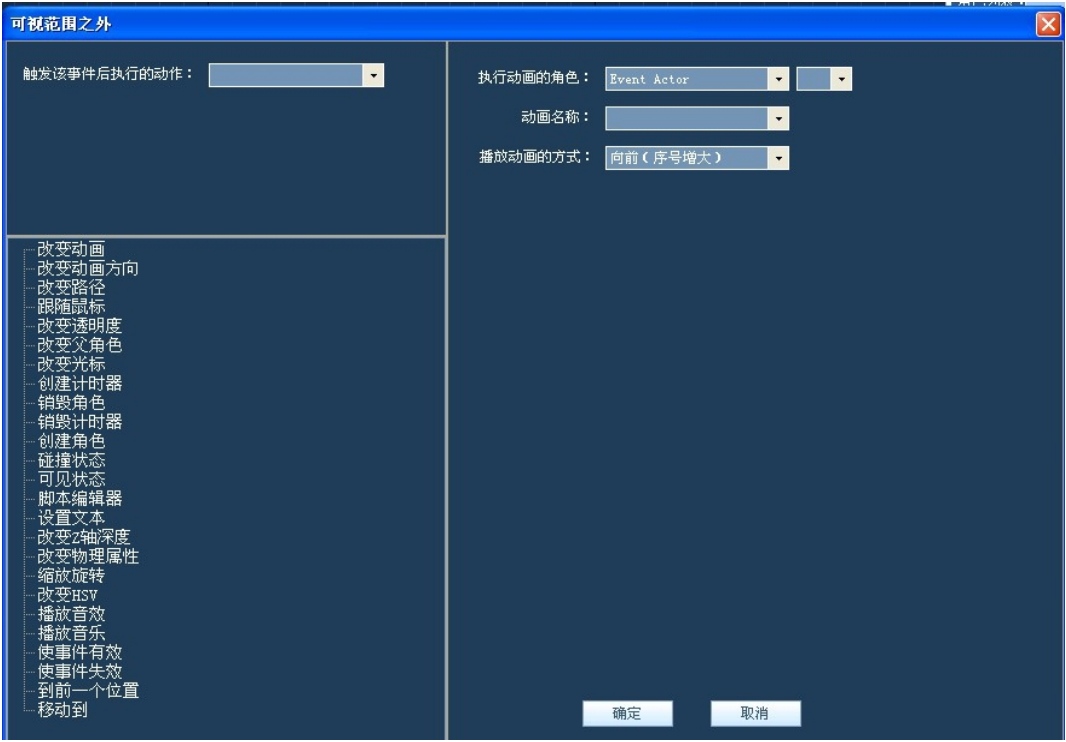 可视范围之外
触发该事件后执行的动作：
执行动画的角色： Event Actor
动画名称：
播放动画的方式： 向前（序号增大）
改变动画
改变动画方向
改变路径
跟随鼠标
改变透明度
改变父角色
改变光标
创建计时器
销毁角色
销毁计时器
创建角色
碰撞状态
可见状态
脚本编辑器
设置文本
改变Z轴深度
改变物理属性
缩放旋转
改变HSV
播放音效
播放音乐
使事件有效
使事件失效
到前一个位置
移动到
确定 取消